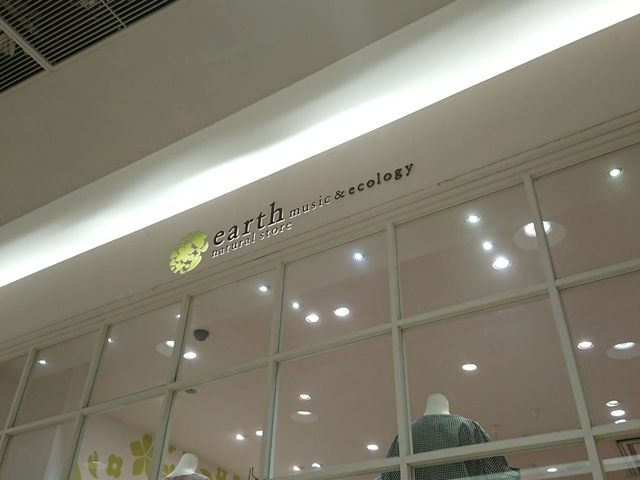 earth music & ecology
natural store